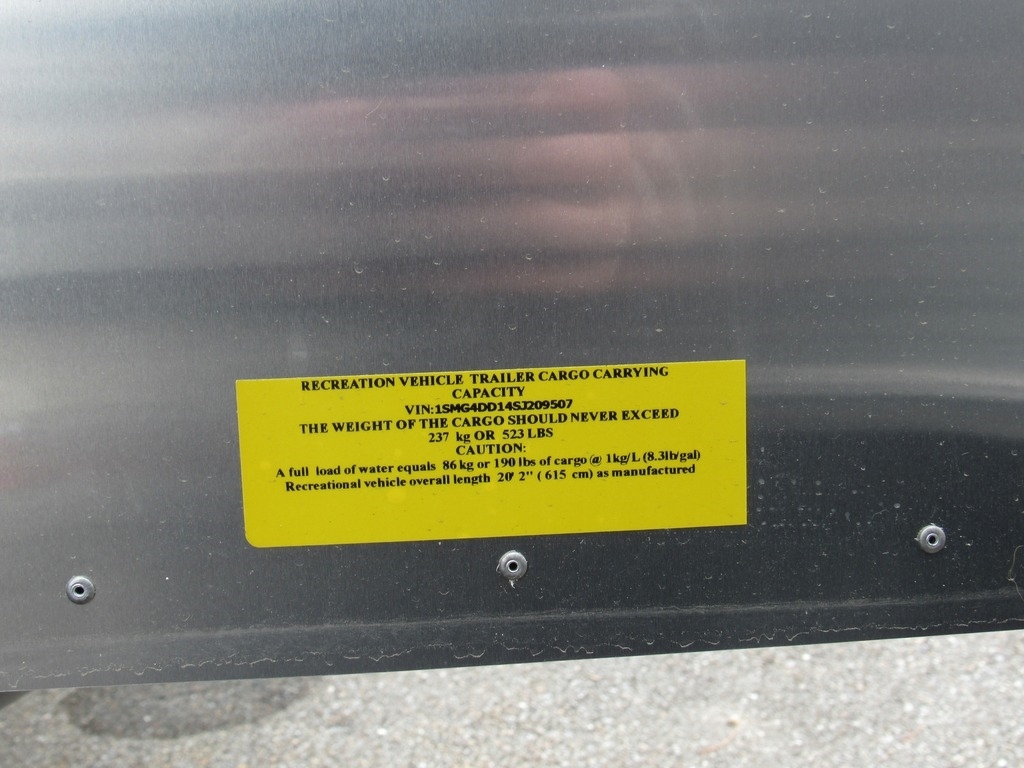 RECREATION VEHICLE TRAILER CARGO CARRYING
CAPACITY
VIN:1SMG4DD14SJ209507
THE WEIGHT OF THE CARGO SHOULD NEVER EXCEED
237 kg OR 523 LBS
CAUTION:
A full load of water equals 86 kg or 190 lbs of cargo @ 1kg/L (8.3lb/gal)
Recreational vehicle overall length 20' 2" ( 615 cm) as manufactured